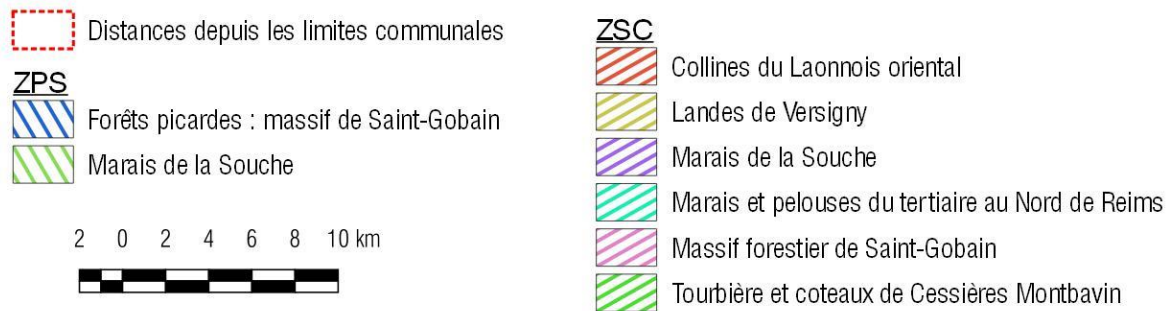 Distances depuis les limites communales
ZPS
Forêts picardes : massif de Saint-Gobain
Marais de la Souche
2 0 2 4 6 8 10 km
ZSC
Collines du Laonnois oriental
Landes de Versigny
Marais de la Souche
Marais et pelouses du tertiaire au Nord de Reims
Massif forestier de Saint-Gobain
Tourbière et coteaux de Cessières Montbavin